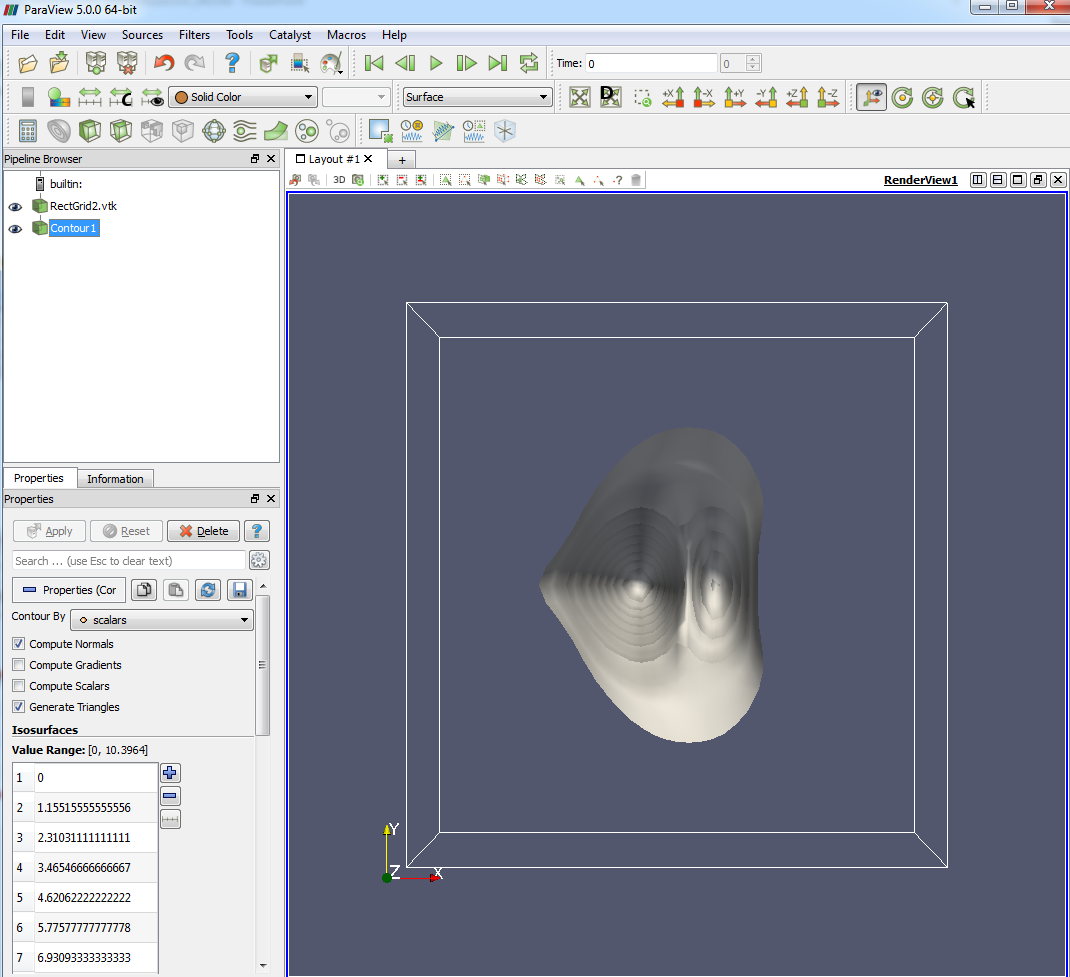 ParaView 5.0.0 64-bit
File Edit View Sources Filters Tools Catalyst Macros Help
Time: 0 0
Solid Color Surface +X -X +Y -Y +Z -Z
Pipeline Browser
Layout #1
builtin:
3D
RenderView1
RectGrid2.vtk
Contour1
Properties Information
Properties
Apply Reset Delete ?
Search ... (use Esc to clear text)
Properties (Cor
Contour By scalars
Compute Normals
Compute Gradients
Compute Scalars
Generate Triangles
Isosurfaces
Value Range: [0, 10.3964]
1 0
2 1.15515555555556
3 2.31031111111111
4 3.46546666666667
5 4.62062222222222
6 5.77577777777778
7 6.93093333333333
Y
Z X